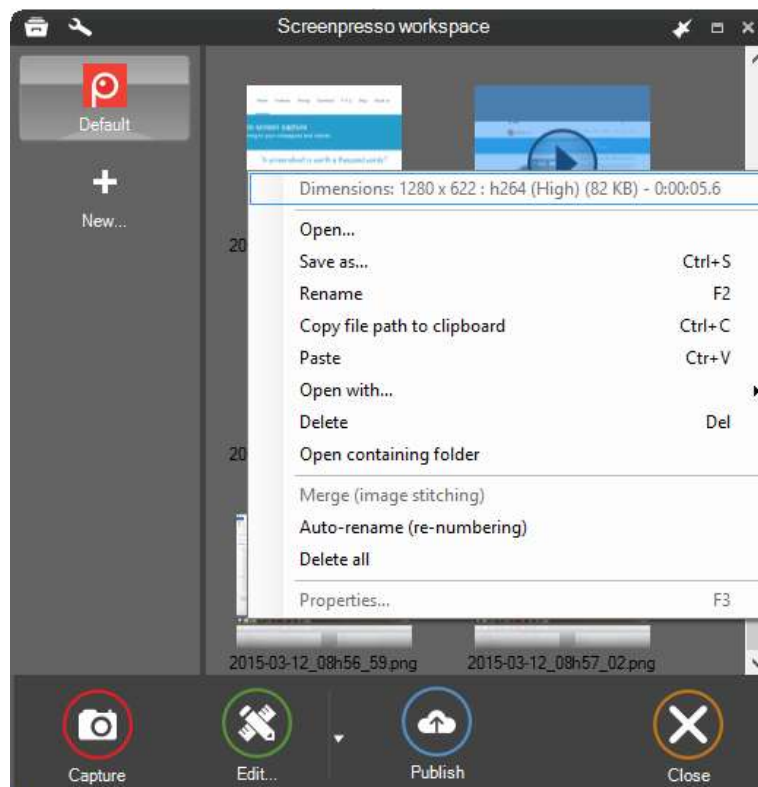 Screenpresso workspace
Default
New...
Dimensions: 1280 x 622 : h264 (High) (82 KB) - 0:00:05.6
Open...
Save as... Ctrl+S
Rename F2
Copy file path to clipboard Ctrl+C
Paste Ctr+V
Open with...
Delete Del
Open containing folder
Merge (image stitching)
Auto-rename (re-numbering)
Delete all
Properties... F3
20
20
2015-03-12_08h56_59.png 2015-03-12_08h57_02.png
Capture Edit... Publish Close